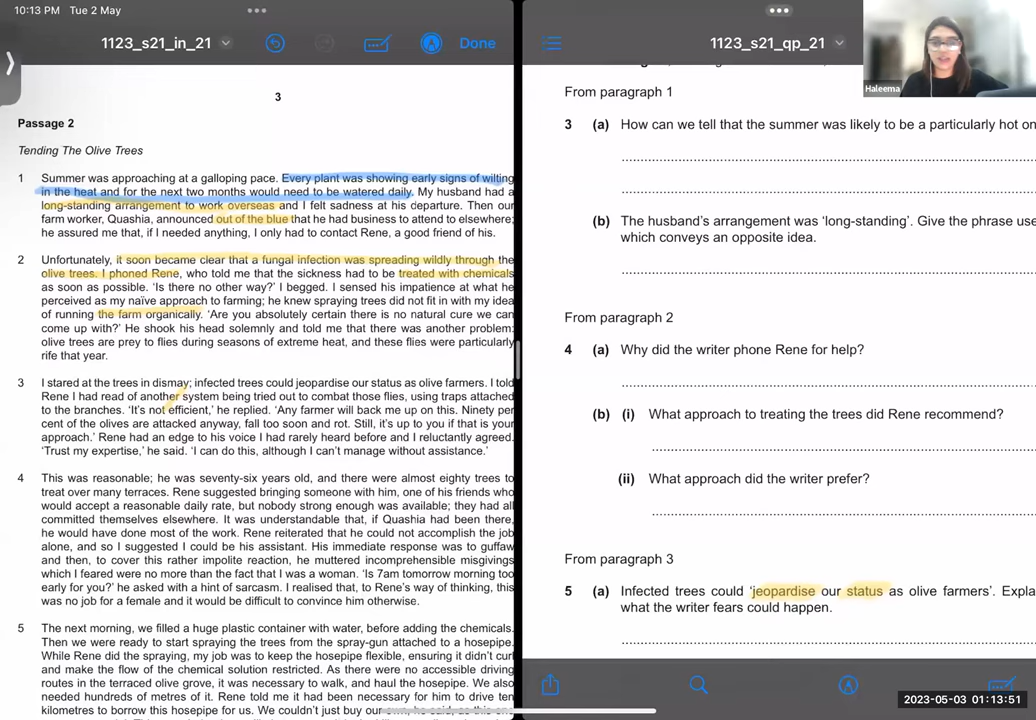 10:13 PM Tue 2 May
1123_s21_in_21
Done
1123_s21_qp_21
Haleema
3
Passage 2
Tending The Olive Trees
1 Summer was approaching at a galloping pace. Every plant was showing early signs of wilting
in the heat and for the next two months would need to be watered daily. My husband had a
long-standing arrangement to work overseas and I felt sadness at his departure. Then our
farm worker, Quashia, announced out of the blue that he had business to attend to elsewhere;
he assured me that, if I needed anything, I only had to contact Rene, a good friend of his.
2 Unfortunately, it soon became clear that a fungal infection was spreading wildly through the
olive trees. I phoned Rene, who told me that the sickness had to be treated with chemicals
as soon as possible. 'Is there no other way?' I begged. I sensed his impatience at what he
perceived as my naïve approach to farming; he knew spraying trees did not fit in with my idea
of running the farm organically. 'Are you absolutely certain there is no natural cure we can
come up with?' He shook his head solemnly and told me that there was another problem:
olive trees are prey to flies during seasons of extreme heat, and these flies were particularly
rife that year.
3 I stared at the trees in dismay; infected trees could jeopardise our status as olive farmers. I told
Rene I had read of another system being tried out to combat those flies, using traps attached
to the branches. 'It's not efficient,' he replied. 'Any farmer will back me up on this. Ninety per
cent of the olives are attacked anyway, fall too soon and rot. Still, it's up to you if that is your
approach.' Rene had an edge to his voice I had rarely heard before and I reluctantly agreed.
'Trust my expertise,' he said. 'I can do this, although I can't manage without assistance.'
4 This was reasonable; he was seventy-six years old, and there were almost eighty trees to
treat over many terraces. Rene suggested bringing someone with him, one of his friends who
would accept a reasonable daily rate, but nobody strong enough was available; they had all
committed themselves elsewhere. It was understandable that, if Quashia had been there,
he would have done most of the work. Rene reiterated that he could not accomplish the job
alone, and so I suggested I could be his assistant. His immediate response was to guffaw
and then, to cover this rather impolite reaction, he muttered incomprehensible misgivings
which I feared were no more than the fact that I was a woman. 'Is 7am tomorrow morning too
early for you?' he asked with a hint of sarcasm. I realised that, to Rene's way of thinking, this
was no job for a female and it would be difficult to convince him otherwise.
5 The next morning, we filled a huge plastic container with water, before adding the chemicals.
Then we were ready to start spraying the trees from the spray-gun attached to a hosepipe.
While Rene did the spraying, my job was to keep the hosepipe flexible, ensuring it didn't curl
and make the flow of the chemical solution restricted. As there were no accessible driving
routes in the terraced olive grove, it was necessary to walk, and haul the hosepipe. We also
needed hundreds of metres of it. Rene told me it had been necessary for him to drive ten
kilometres to borrow this hosepipe for us. We couldn't just buy our own, he said, as this one
From paragraph 1
3 (a) How can we tell that the summer was likely to be a particularly hot on
(b) The husband's arrangement was 'long-standing'. Give the phrase use
which conveys an opposite idea.
From paragraph 2
4 (a) Why did the writer phone Rene for help?
(b) (i) What approach to treating the trees did Rene recommend?
(ii) What approach did the writer prefer?
From paragraph 3
5 (a) Infected trees could 'jeopardise our status as olive farmers'. Expla
what the writer fears could happen.
2023-05-03 01:13:51